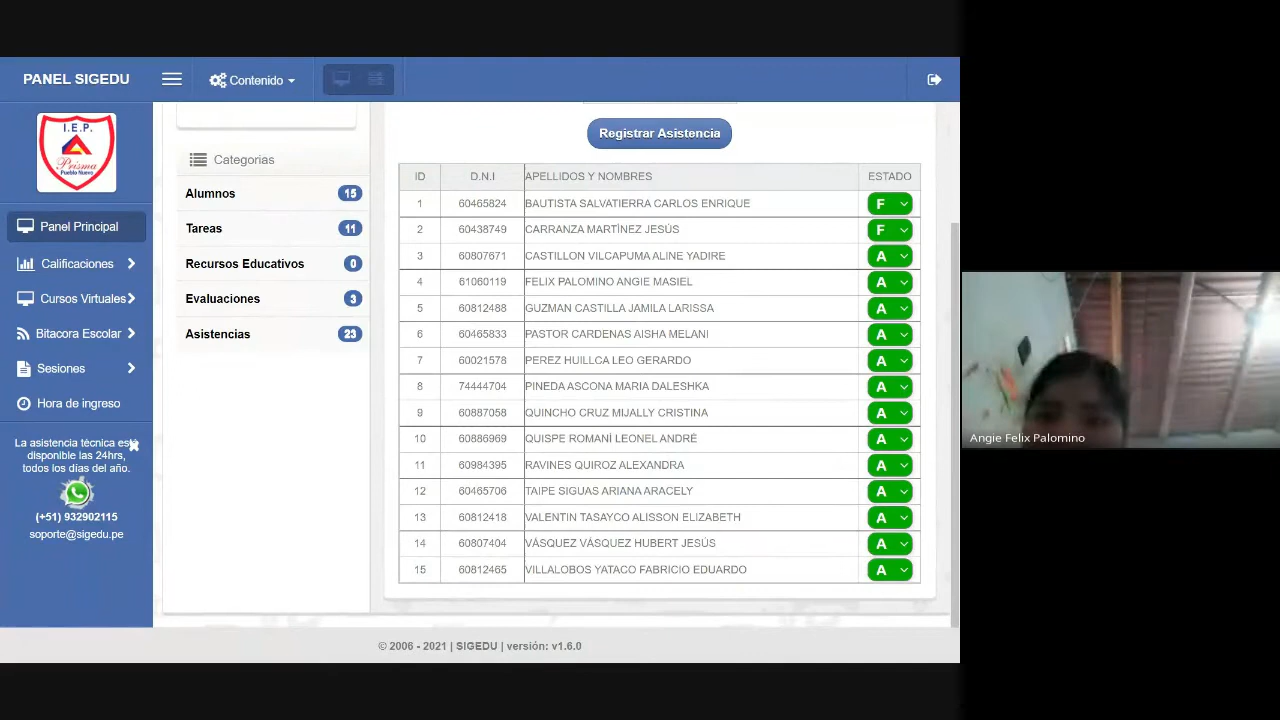 PANEL SIGEDU
Contenido
I.E.P.
Prisma
Pueblo Nuevo
Panel Principal
Calificaciones
Cursos Virtuales
Bitacora Escolar
Sesiones
Hora de ingreso
La asistencia técnica está
disponible las 24hrs,
todos los días del año.
(+51) 932902115
soporte@sigedu.pe
Categorias
Alumnos 15
Tareas 11
Recursos Educativos 0
Evaluaciones 3
Asistencias 23
Registrar Asistencia
ID D.N.I APELLIDOS Y NOMBRES ESTADO
1 60465824 BAUTISTA SALVATIERRA CARLOS ENRIQUE F
2 60438749 CARRANZA MARTÍNEZ JESÚS F
3 60807671 CASTILLON VILCAPUMA ALINE YADIRE A
4 61060119 FELIX PALOMINO ANGIE MASIEL A
5 60812488 GUZMAN CASTILLA JAMILA LARISSA A
6 60465833 PASTOR CARDENAS AISHA MELANI A
7 60021578 PEREZ HUILLCA LEO GERARDO A
8 74444704 PINEDA ASCONA MARIA DALESHKA A
9 60887058 QUINCHO CRUZ MIJALLY CRISTINA A
10 60886969 QUISPE ROMANÍ LEONEL ANDRÉ A
11 60984395 RAVINES QUIROZ ALEXANDRA A
12 60465706 TAIPE SIGUAS ARIANA ARACELY A
13 60812418 VALENTIN TASAYCO ALISSON ELIZABETH A
14 60807404 VÁSQUEZ VÁSQUEZ HUBERT JESÚS A
15 60812465 VILLALOBOS YATACO FABRICIO EDUARDO A
© 2006 - 2021 | SIGEDU | versión: v1.6.0
Angie Felix Palomino